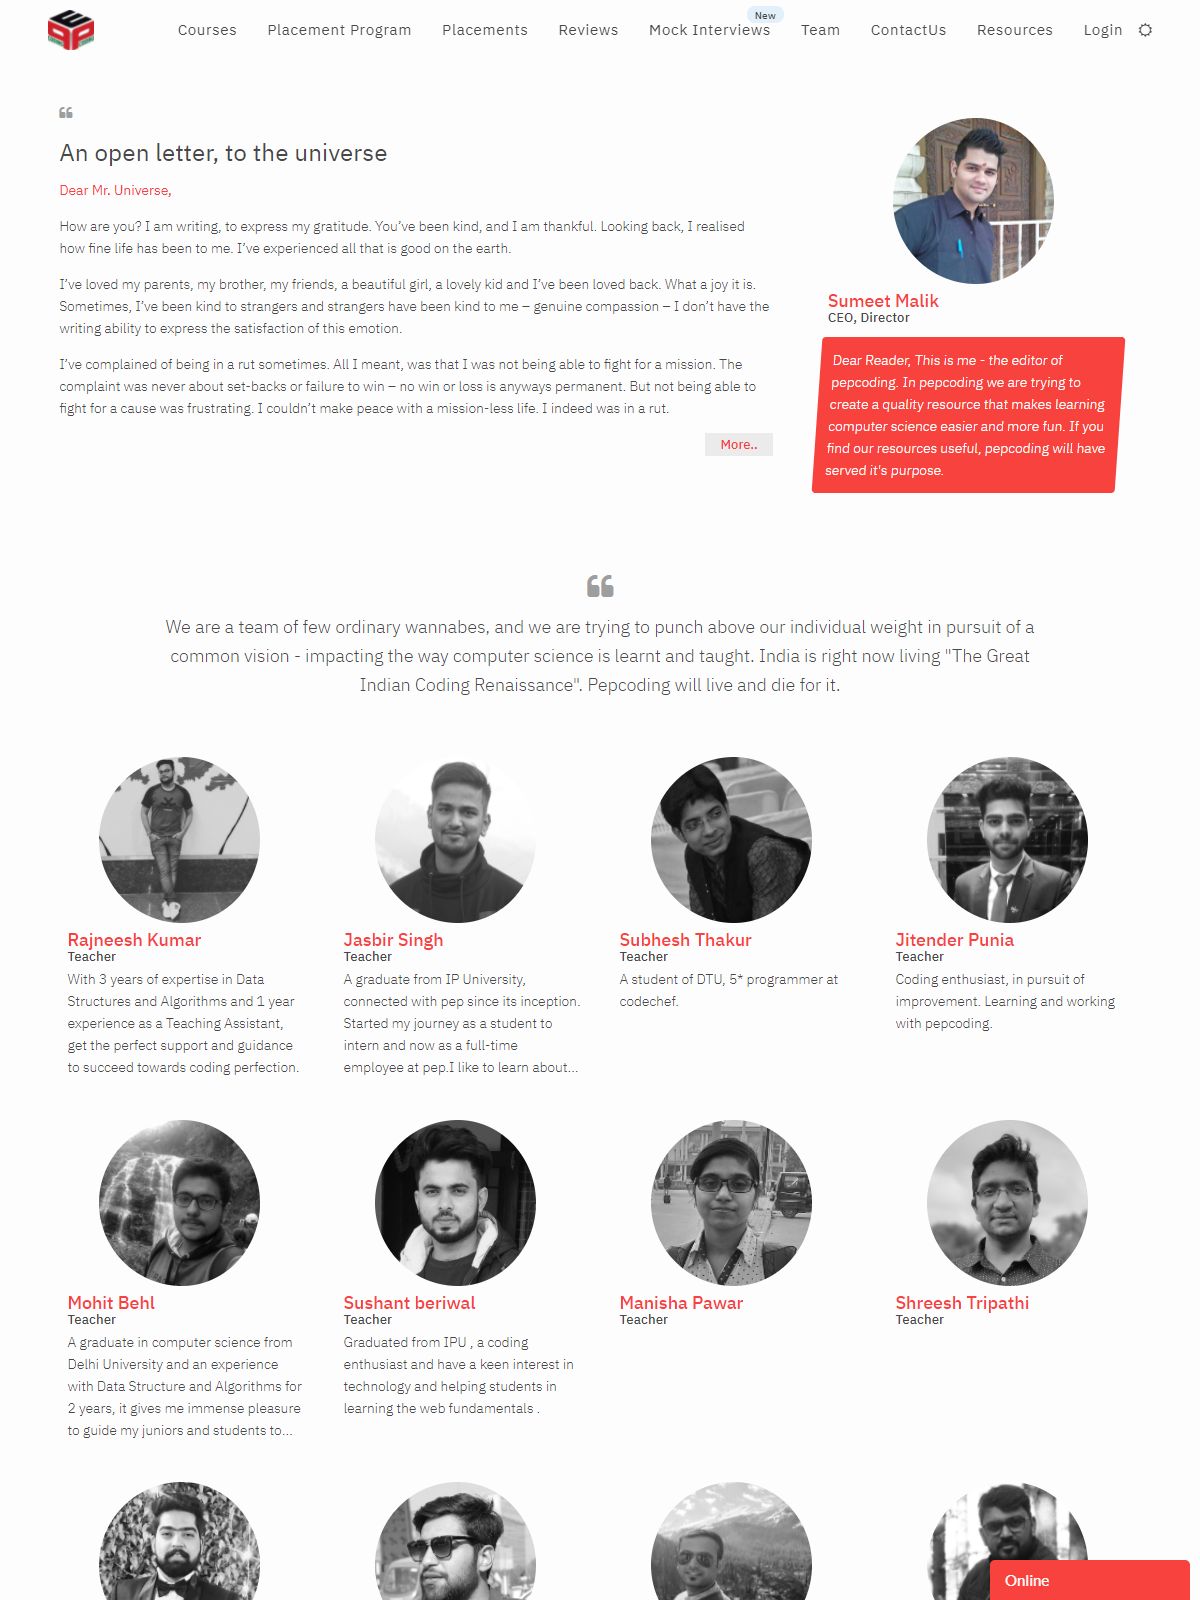 Courses Placement Program Placements Reviews Mock Interviews New Team ContactUs Resources Login
An open letter, to the universe
Dear Mr. Universe,
How are you? I am writing, to express my gratitude. You’ve been kind, and I am thankful. Looking back, I realised
how fine life has been to me. I’ve experienced all that is good on the earth.
I’ve loved my parents, my brother, my friends, a beautiful girl, a lovely kid and I’ve been loved back. What a joy it is.
Sometimes, I’ve been kind to strangers and strangers have been kind to me – genuine compassion – I don’t have the
writing ability to express the satisfaction of this emotion.
I’ve complained of being in a rut sometimes. All I meant, was that I was not being able to fight for a mission. The
complaint was never about set-backs or failure to win – no win or loss is anyways permanent. But not being able to
fight for a cause was frustrating. I couldn’t make peace with a mission-less life. I indeed was in a rut.
More..
Sumeet Malik
CEO, Director
Dear Reader, This is me - the editor of
pepcoding. In pepcoding we are trying to
create a quality resource that makes learning
computer science easier and more fun. If you
find our resources useful, pepcoding will have
served it's purpose.
We are a team of few ordinary wannabes, and we are trying to punch above our individual weight in pursuit of a
common vision - impacting the way computer science is learnt and taught. India is right now living "The Great
Indian Coding Renaissance". Pepcoding will live and die for it.
Rajneesh Kumar
Teacher
With 3 years of expertise in Data
Structures and Algorithms and 1 year
experience as a Teaching Assistant,
get the perfect support and guidance
to succeed towards coding perfection.
Jasbir Singh
Teacher
A graduate from IP University,
connected with pep since its inception.
Started my journey as a student to
intern and now as a full-time
employee at pep.I like to learn about...
Subhesh Thakur
Teacher
A student of DTU, 5* programmer at
codechef.
Jitender Punia
Teacher
Coding enthusiast, in pursuit of
improvement. Learning and working
with pepcoding.
Mohit Behl
Teacher
A graduate in computer science from
Delhi University and an experience
with Data Structure and Algorithms for
2 years, it gives me immense pleasure
to guide my juniors and students to...
Sushant beriwal
Teacher
Graduated from IPU , a coding
enthusiast and have a keen interest in
technology and helping students in
learning the web fundamentals .
Manisha Pawar
Teacher
Shreesh Tripathi
Teacher
Online